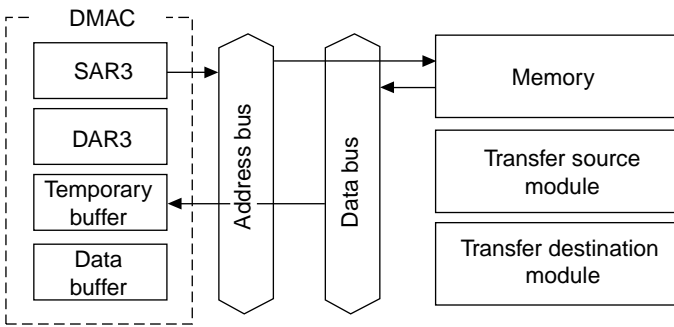 DMAC
SAR3
DAR3
Temporary
buffer
Data
buffer
Address bus
Data bus
Memory
Transfer source
module
Transfer destination
module